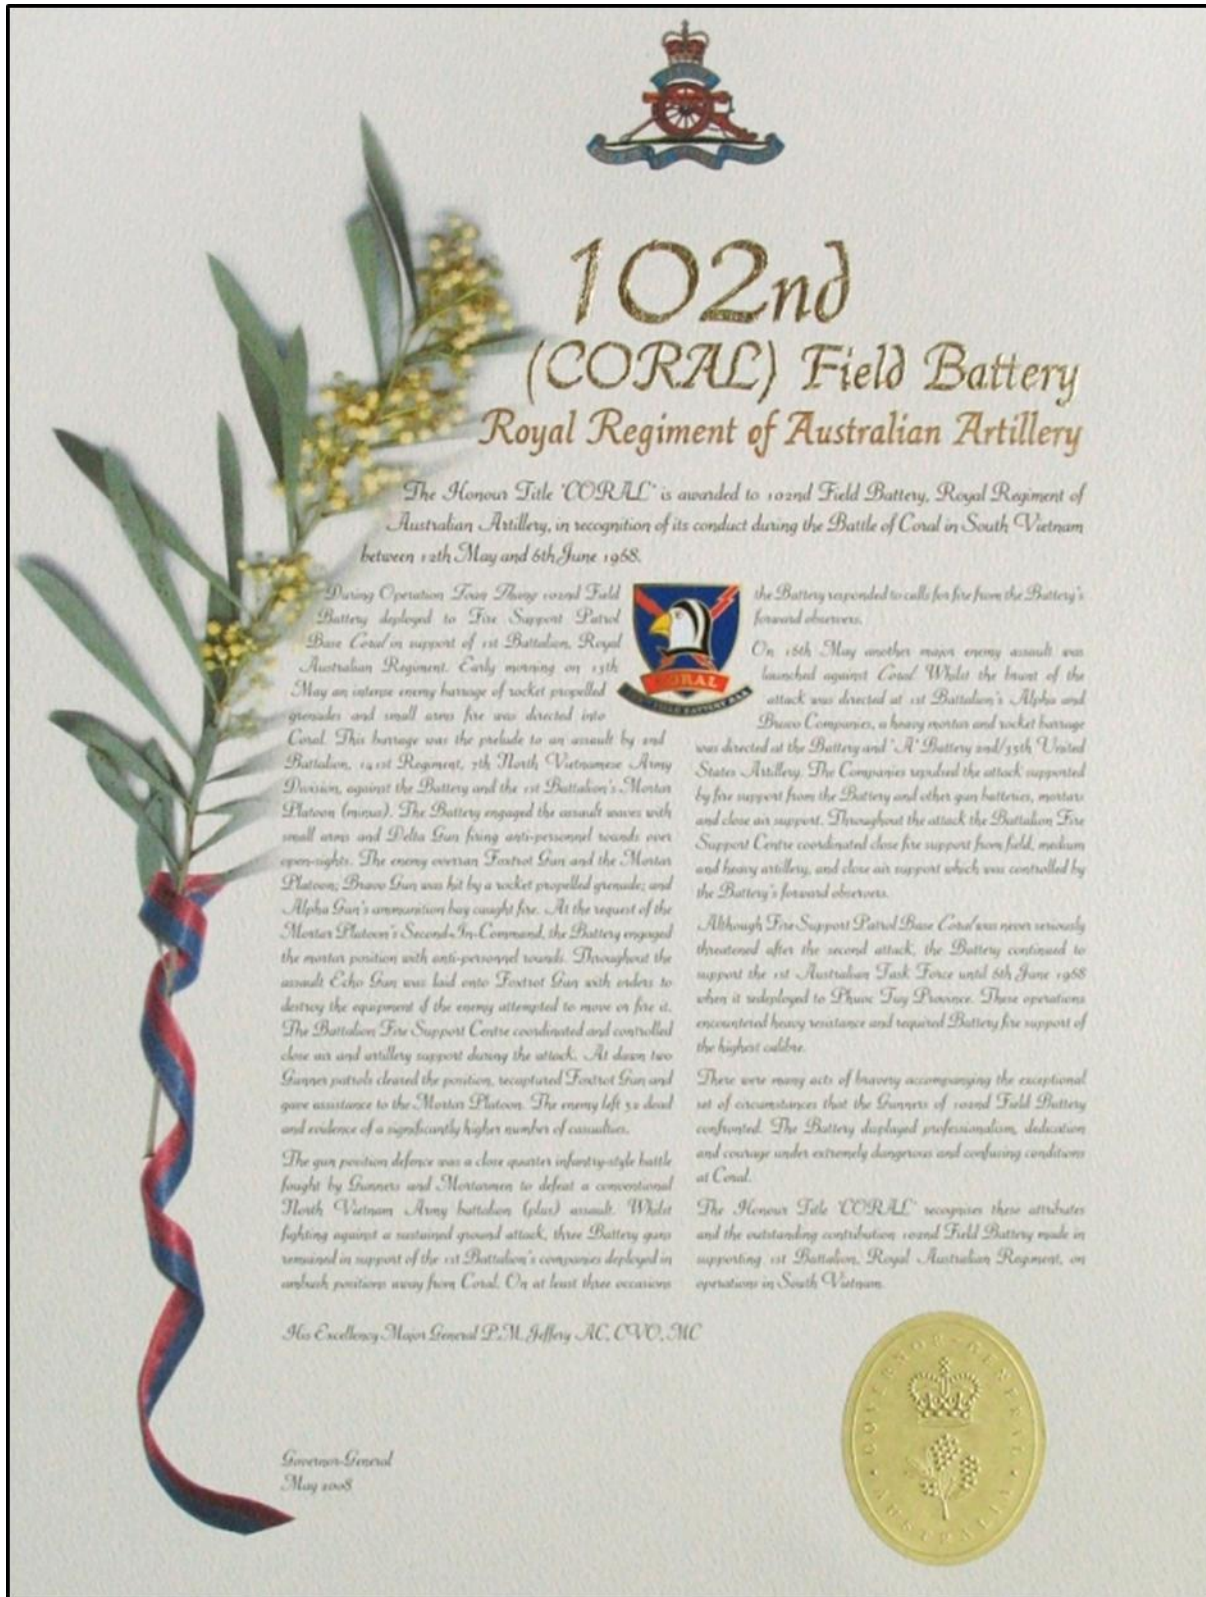 102nd
(CORAL) Field Battery
Royal Regiment of Australian Artillery
The Honour Title 'CORAL' is awarded to 102nd Field Battery, Royal Regiment of
Australian Artillery, in recognition of its conduct during the Battle of Coral in South Vietnam
between 12th May and 6th June 1968.
During Operation Toan Thang 102nd Field
Battery deployed to Fire Support Patrol
Base Coral in support of 1st Battalion, Royal
Australian Regiment. Early morning on 13th
May an intense enemy barrage of rocket propelled
grenades and small arms fire was directed into
Coral. This barrage was the prelude to an assault by 2nd
Battalion, 141st Regiment, 7th North Vietnamese Army
Division, against the Battery and the 1st Battalion's Mortar
Platoon (minus). The Battery engaged the assault waves with
small arms and Delta Gun firing anti-personnel rounds over
open-sights. The enemy overran Foxtrot Gun and the Mortar
Platoon; Bravo Gun was hit by a rocket propelled grenade; and
Alpha Gun's ammunition bay caught fire. At the request of the
Mortar Platoon's Second-In-Command, the Battery engaged
the mortar position with anti-personnel rounds. Throughout the
assault Echo Gun was laid onto Foxtrot Gun with orders to
destroy the equipment if the enemy attempted to move or fire it.
The Battalion Fire Support Centre coordinated and controlled
close air and artillery support during the attack. At dawn two
Gunner patrols cleared the position, recaptured Foxtrot Gun and
gave assistance to the Mortar Platoon. The enemy left 52 dead
and evidence of a significantly higher number of casualties.
The gun position defence was a close quarter infantry-style battle
fought by Gunners and Mortarmen to defeat a conventional
North Vietnam Army battalion (plus) assault. Whilst
fighting against a sustained ground attack, three Battery guns
remained in support of the 1st Battalion's companies deployed in
ambush positions away from Coral. On at least three occasions
CORAL
FIELD BATTERY RAA
the Battery responded to calls for fire from the Battery's
forward observers.
On 16th May another major enemy assault was
launched against Coral. Whilst the brunt of the
attack was directed at 1st Battalion's Alpha and
Bravo Companies, a heavy mortar and rocket barrage
was directed at the Battery and 'A' Battery 2nd/35th United
States Artillery. The Companies repulsed the attack supported
by fire support from the Battery and other gun batteries, mortars
and close air support. Throughout the attack the Battalion Fire
Support Centre coordinated close fire support from field, medium
and heavy artillery, and close air support which was controlled by
the Battery's forward observers.
Although Fire Support Patrol Base Coral was never seriously
threatened after the second attack, the Battery continued to
support the 1st Australian Task Force until 6th June 1968
when it redeployed to Phuoc Tuy Province. These operations
encountered heavy resistance and required Battery fire support of
the highest calibre.
There were many acts of bravery accompanying the exceptional
set of circumstances that the Gunners of 102nd Field Battery
confronted. The Battery displayed professionalism, dedication
and courage under extremely dangerous and confusing conditions
at Coral.
The Honour Title 'CORAL' recognises these attributes
and the outstanding contribution 102nd Field Battery made in
supporting 1st Battalion, Royal Australian Regiment, on
operations in South Vietnam.
His Excellency Major General P.M. Jeffery AC, CVO, MC
Governor-General
May 2008
GOVERNOR-GENERAL
AUSTRALIA